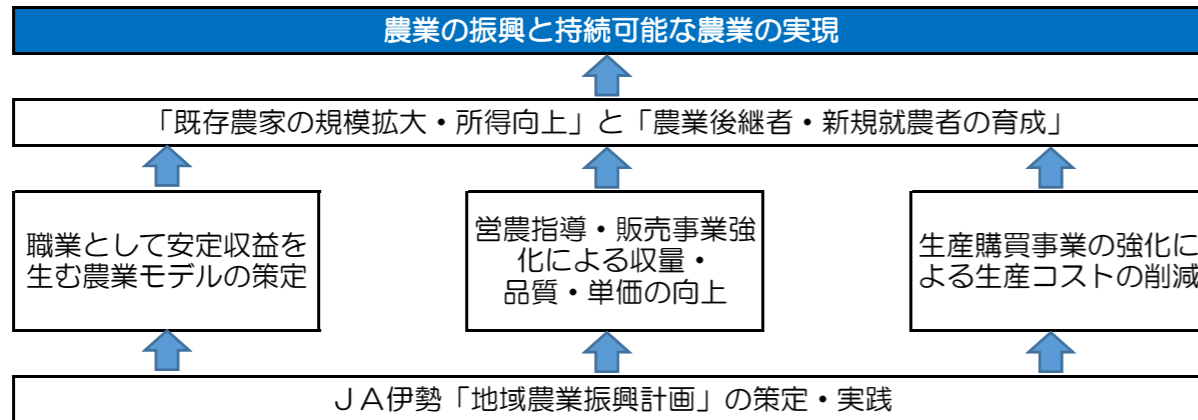 農業の振興と持続可能な農業の実現
「既存農家の規模拡大・所得向上」と「農業後継者・新規就農者の育成」
職業として安定収益を
生む農業モデルの策定
営農指導・販売事業強
化による収量・
品質・単価の向上
生産購買事業の強化に
よる生産コストの削減
ＪＡ伊勢「地域農業振興計画」の策定・実践